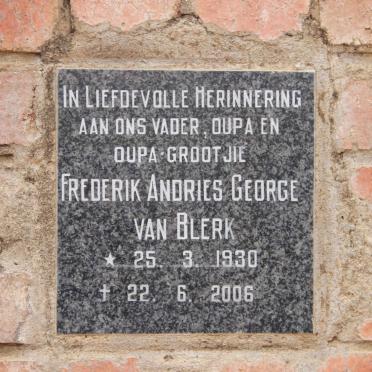 IN LIEFDEVOLLE HERINNERING
AAN ONS VADER, OUPA EN
OUPA-GROOTJIE
FREDERIK ANDRIES GEORGE
VAN BLERK
★ 25. 3. 1930
† 22. 6. 2006